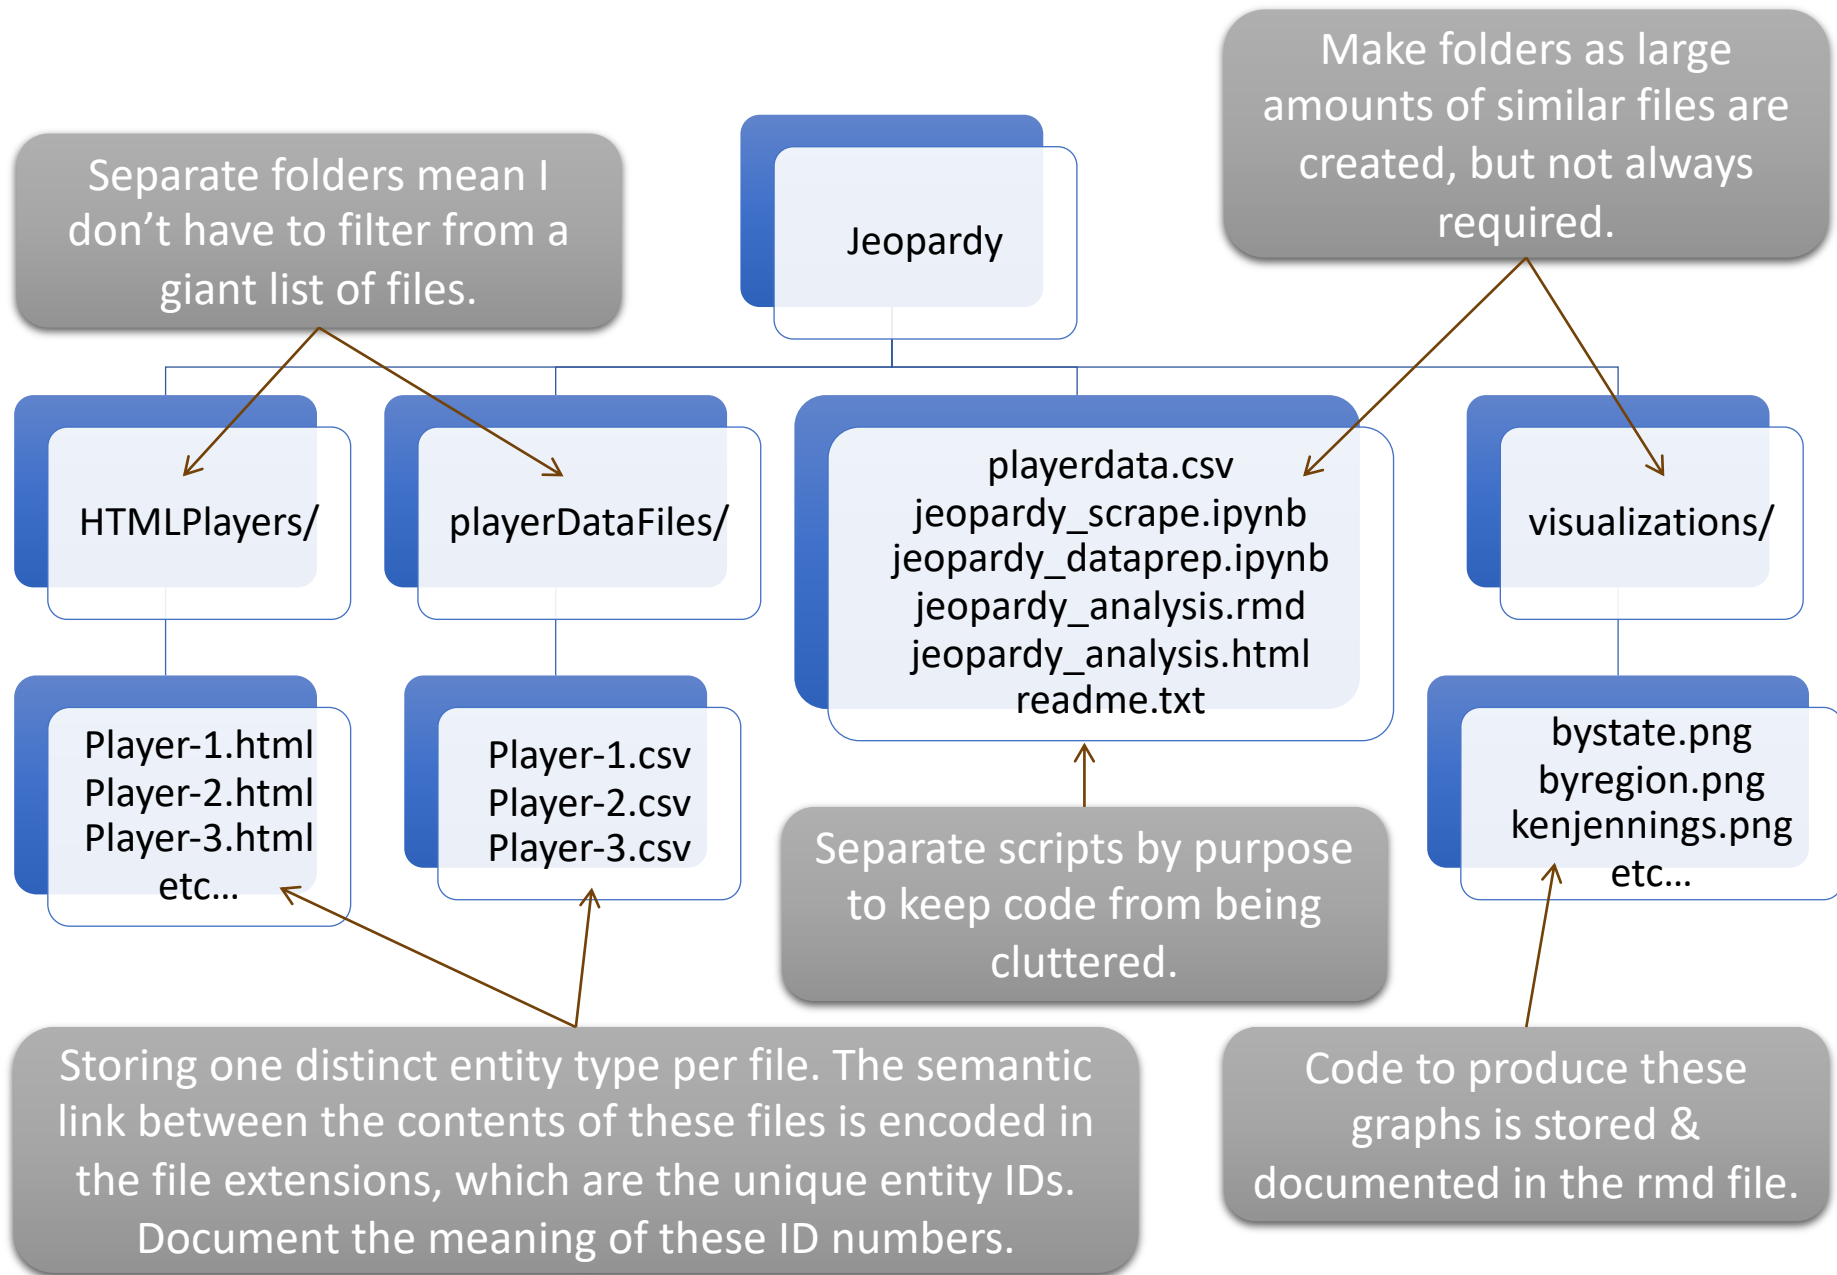 Make folders as large
amounts of similar files are
created, but not always
required.
Separate folders mean I
don’t have to filter from a
giant list of files.
Jeopardy
HTMLPlayers/
playerDataFiles/
playerdata.csv
jeopardy_scrape.ipynb
jeopardy_dataprep.ipynb
jeopardy_analysis.rmd
jeopardy_analysis.html
readme.txt
visualizations/
Player-1.html
Player-2.html
Player-3.html
etc...
Player-1.csv
Player-2.csv
Player-3.csv
bystate.png
byregion.png
kenjennings.png
etc...
Separate scripts by purpose
to keep code from being
cluttered.
Storing one distinct entity type per file. The semantic
link between the contents of these files is encoded in
the file extensions, which are the unique entity IDs.
Document the meaning of these ID numbers.
Code to produce these
graphs is stored &
documented in the rmd file.